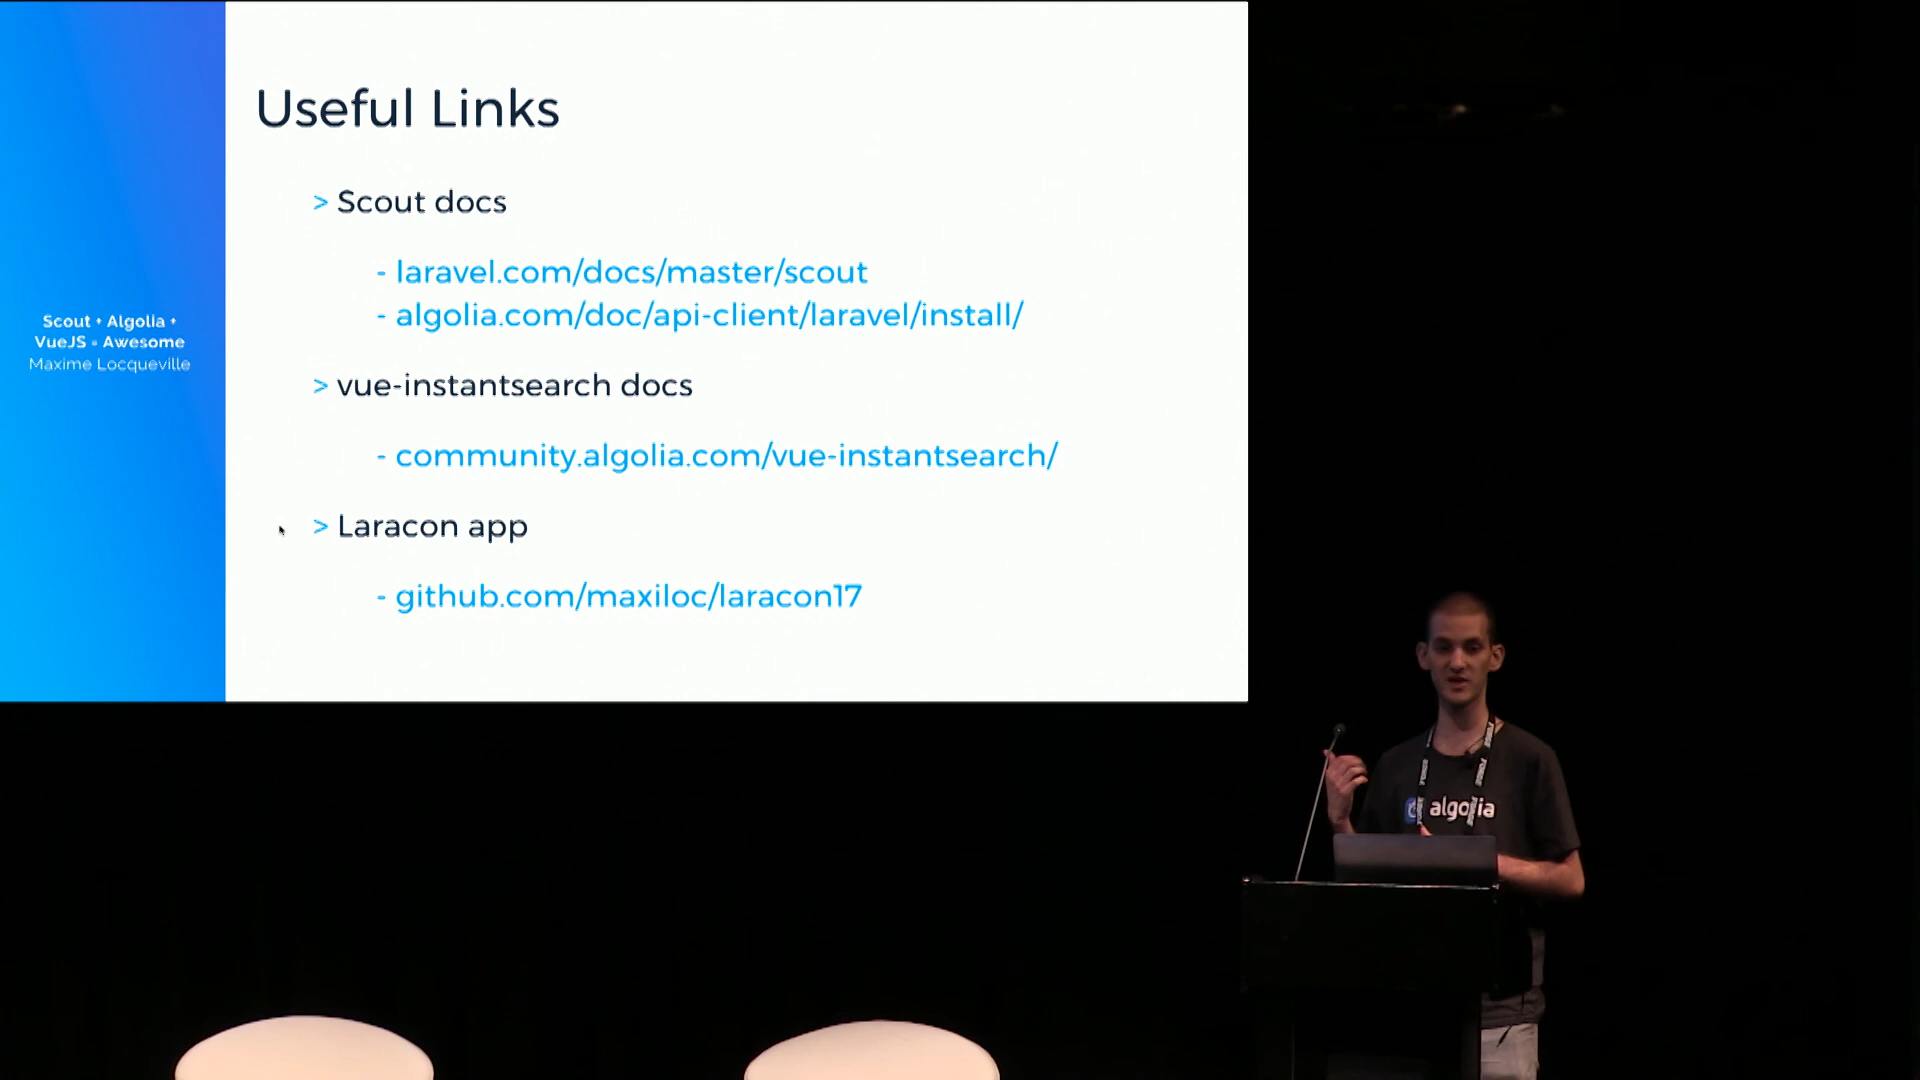 Useful Links
> Scout docs
- laravel.com/docs/master/scout
- algolia.com/doc/api-client/laravel/install/
> vue-instantsearch docs
- community.algolia.com/vue-instantsearch/
> Laracon app
- github.com/maxiloc/laracon17
Scout + Algolia +
VueJS = Awesome
Maxime Locqueville
algolia